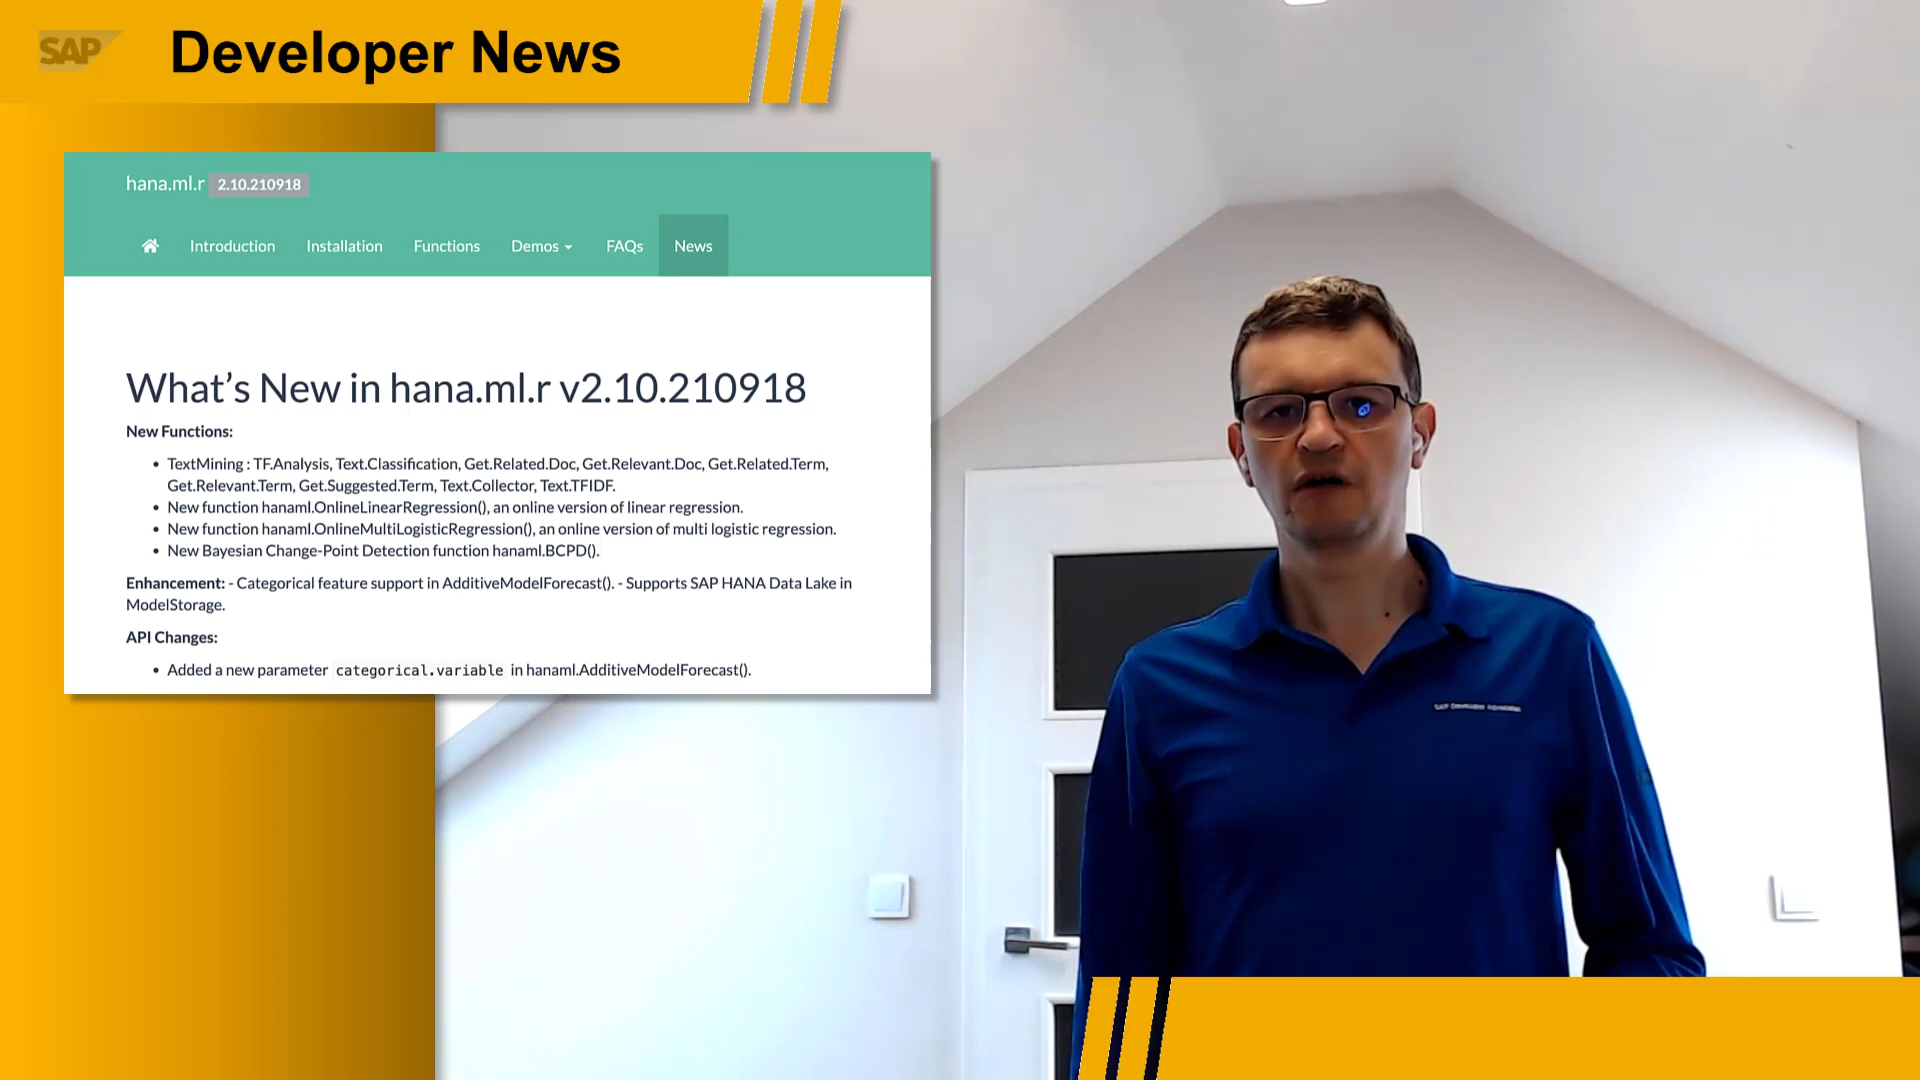 SAP
Developer News
hana.ml.r 2.10.210918
Introduction Installation Functions Demos FAQs News
What's New in hana.ml.r v2.10.210918
New Functions:
• TextMining : TF.Analysis, Text.Classification, Get.Related.Doc, Get.Relevant.Doc, Get.Related.Term,
Get.Relevant.Term, Get.Suggested.Term, Text.Collector, Text.TFIDF.
• New function hanaml.OnlineLinearRegression(), an online version of linear regression.
• New function hanaml.OnlineMultiLogisticRegression(), an online version of multi logistic regression.
• New Bayesian Change-Point Detection function hanaml.BCPD().
Enhancement: - Categorical feature support in AdditiveModelForecast(). - Supports SAP HANA Data Lake in
ModelStorage.
API Changes:
• Added a new parameter categorical.variable in hanaml.AdditiveModelForecast().
SAP Developer Advocates